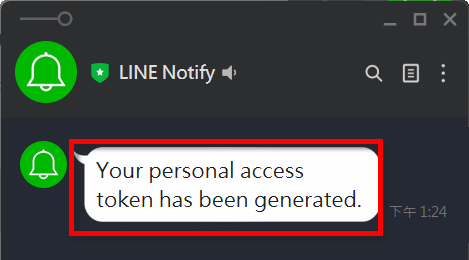 LINE Notify
Your personal access
token has been generated.
下午 1:24